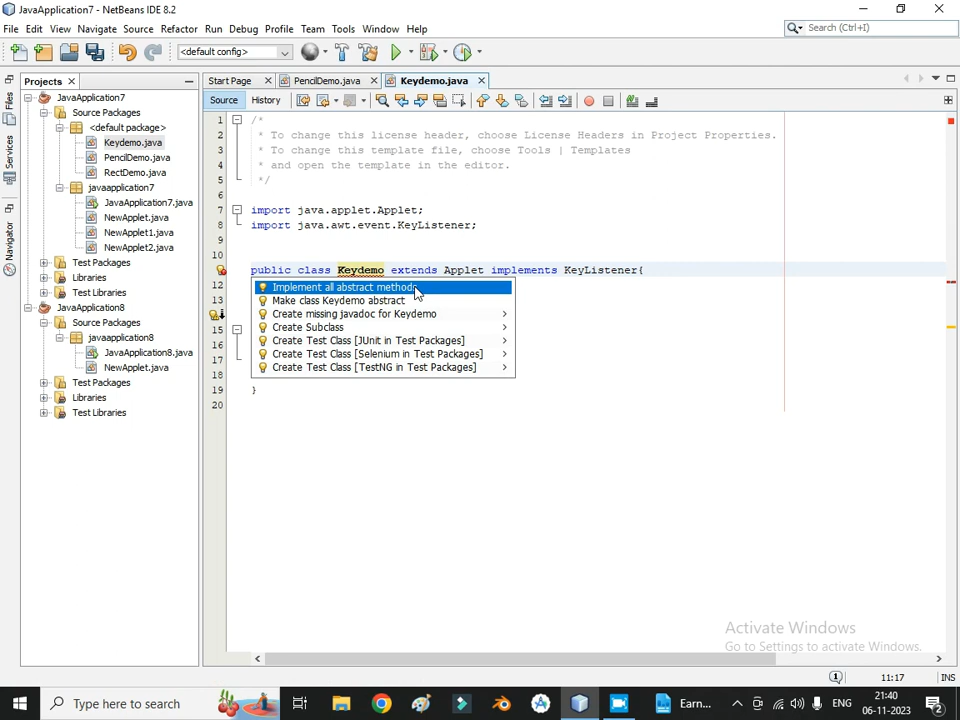 JavaApplication7 - NetBeans IDE 8.2
File Edit View Navigate Source Refactor Run Debug Profile Team Tools Window Help
Search (Ctrl+I)
<default config>
Projects
Start Page
PencilDemo.java
Keydemo.java
Source
History
Files
Services
Navigator
JavaApplication7
Source Packages
<default package>
Keydemo.java
PencilDemo.java
RectDemo.java
javaapplication7
JavaApplication7.java
NewApplet.java
NewApplet1.java
NewApplet2.java
Test Packages
Libraries
Test Libraries
JavaApplication8
Source Packages
javaapplication8
JavaApplication8.java
NewApplet.java
Test Packages
Libraries
Test Libraries
1 /*
2 * To change this license header, choose License Headers in Project Properties.
3 * To change this template file, choose Tools | Templates
4 * and open the template in the editor.
5 */
6
7 import java.applet.Applet;
8 import java.awt.event.KeyListener;
9
10
public class Keydemo extends Applet implements KeyListener{
12
13
15
16
17
18
19 }
20
Implement all abstract methods
Make class Keydemo abstract
Create missing javadoc for Keydemo
Create Subclass
Create Test Class [JUnit in Test Packages]
Create Test Class [Selenium in Test Packages]
Create Test Class [TestNG in Test Packages]
Activate Windows
Go to Settings to activate Windows.
1
11:17
INS
Type here to search
Earn...
ENG
21:40
06-11-2023
2